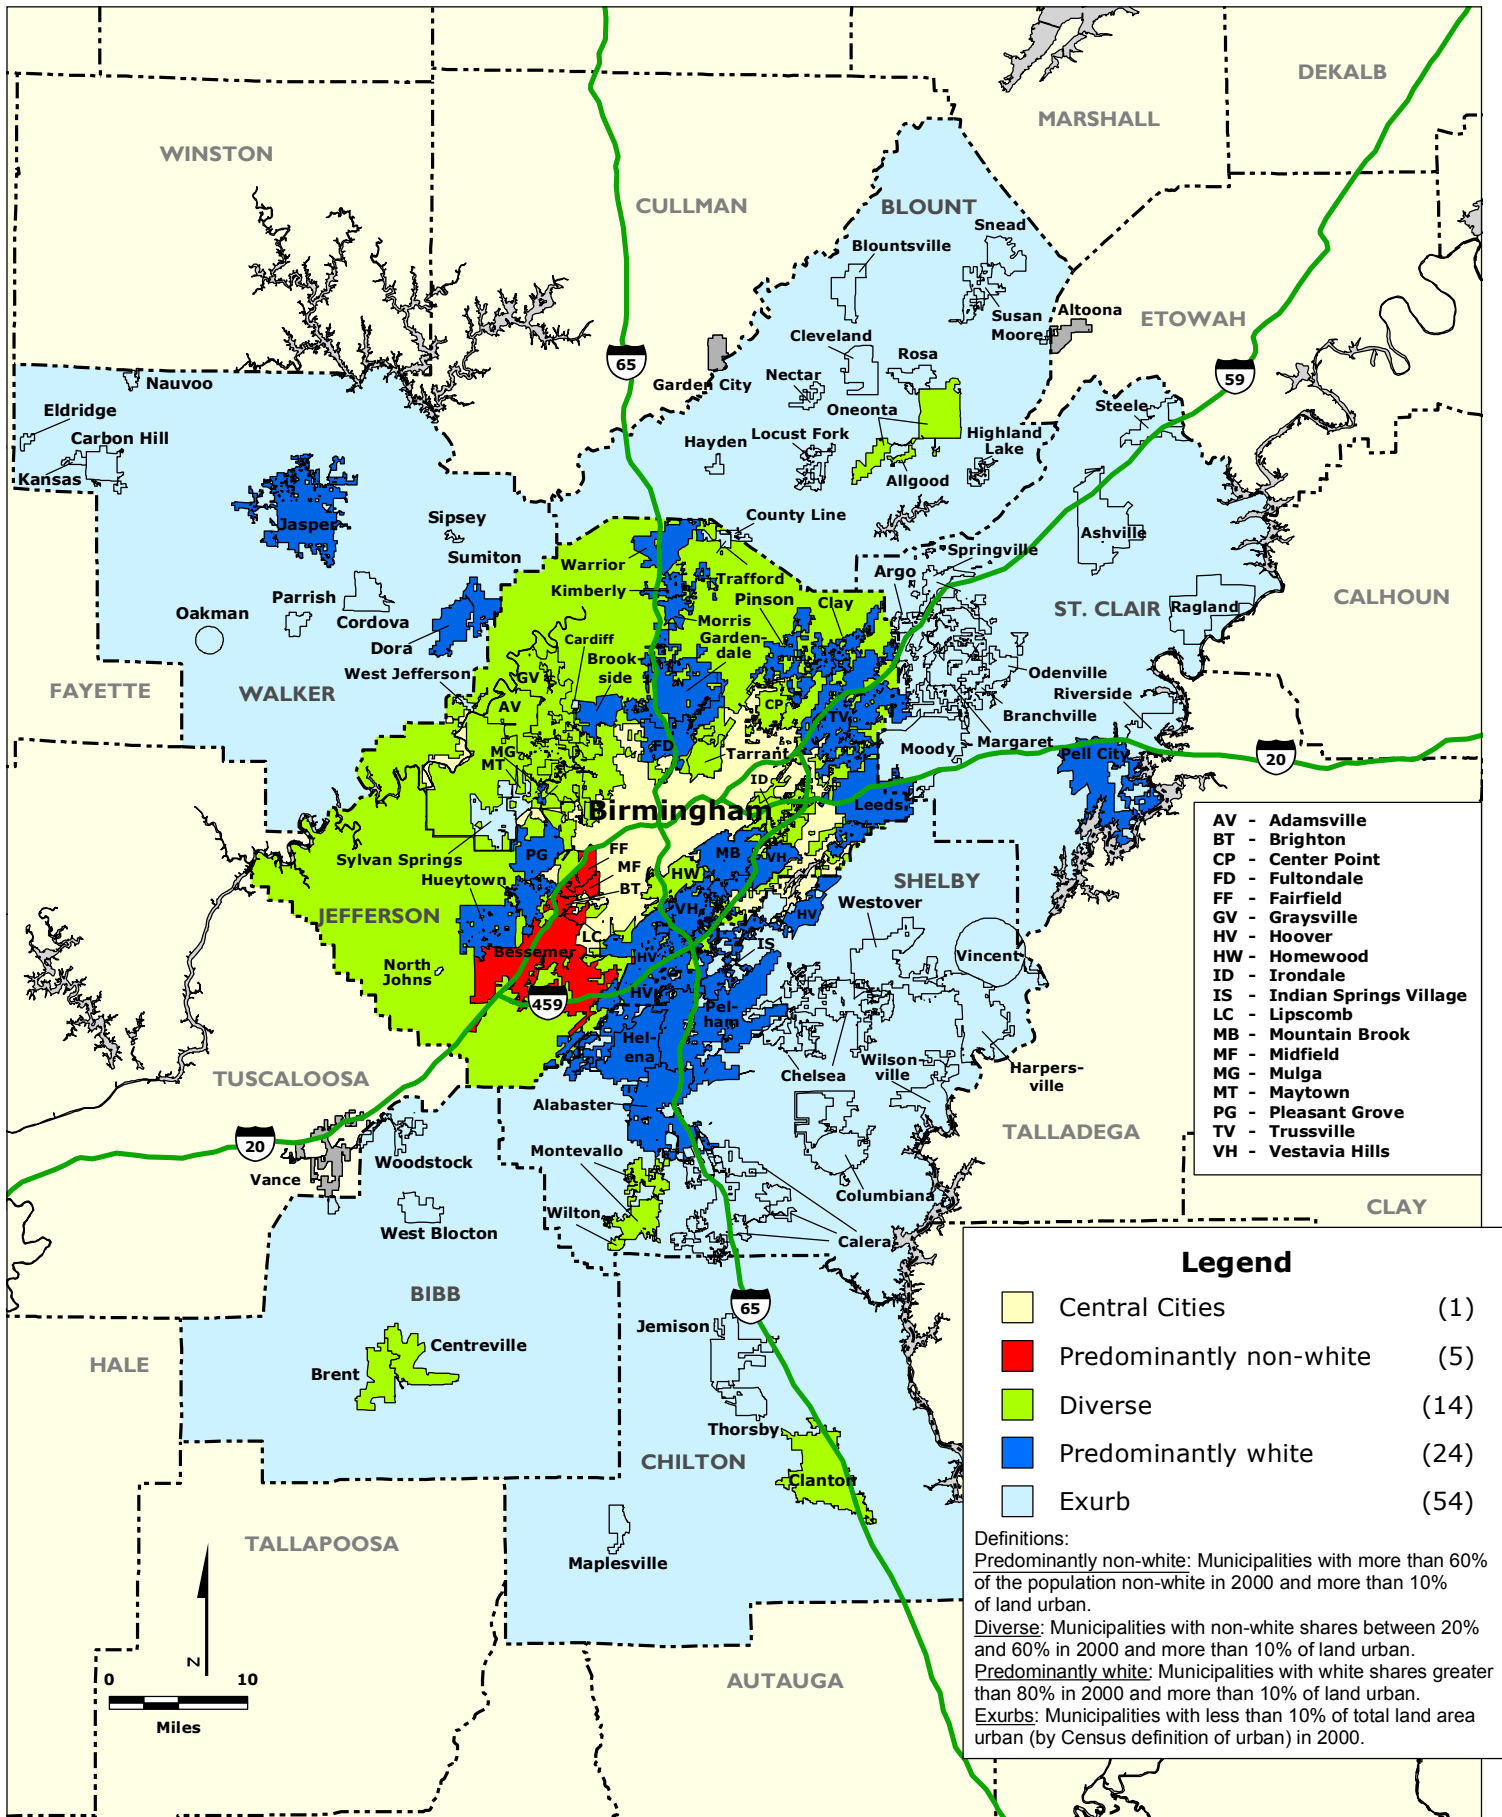 DEKALB
MARSHALL
WINSTON
CULLMAN
BLOUNT
Snead
Blountsville
Susan
Moore
Altoona
ETOWAH
Cleveland
Rosa
65
59
Nauvoo
Garden City
Nectar
Oneonta
Steele
Eldridge
Carbon Hill
Kansas
Hayden
Locust Fork
Highland
Lake
Allgood
Jasper
Sipsey
County Line
Ashville
Sumiton
Warrior
Springville
Argo
Kimberly
Trafford
Pinson
Clay
ST. CLAIR
Ragland
CALHOUN
Parrish
Oakman
Cordova
Dora
Morris
Garden-
dale
Cardiff
Brook-
side
West Jefferson
GV
Odenville
Riverside
FAYETTE
WALKER
AV
CP
TV
Branchville
MG
MT
FD
Tarrant
Moody
Margaret
Pell City
20
ID
Birmingham
Leeds
Sylvan Springs
PG
FF
MF
MB
VH
Hueytown
BT
HW
SHELBY
JEFFERSON
VH
HV
Westover
LC
IS
Bessemer
HV
Vincent
North
Johns
459
HV
Pel-
ham
Hel-
ena
Wilson-
ville
Chelsea
Harpers-
ville
TUSCALOOSA
Alabaster
20
Woodstock
Vance
Montevallo
TALLADEGA
Columbiana
West Blocton
Wilton
Calera
CLAY
BIBB
65
Jemison
HALE
Centreville
Brent
Thorsby
CHILTON
Clanton
TALLAPOOSA
Maplesville
AUTAUGA
N
0 10
Miles
AV - Adamsville
BT - Brighton
CP - Center Point
FD - Fultondale
FF - Fairfield
GV - Graysville
HV - Hoover
HW - Homewood
ID - Irondale
IS - Indian Springs Village
LC - Lipscomb
MB - Mountain Brook
MF - Midfield
MG - Mulga
MT - Maytown
PG - Pleasant Grove
TV - Trussville
VH - Vestavia Hills
Legend
Central Cities (1)
Predominantly non-white (5)
Diverse (14)
Predominantly white (24)
Exurb (54)
Definitions:
Predominantly non-white: Municipalities with more than 60%
of the population non-white in 2000 and more than 10%
of land urban.
Diverse: Municipalities with non-white shares between 20%
and 60% in 2000 and more than 10% of land urban.
Predominantly white: Municipalities with white shares greater
than 80% in 2000 and more than 10% of land urban.
Exurbs: Municipalities with less than 10% of total land area
urban (by Census definition of urban) in 2000.